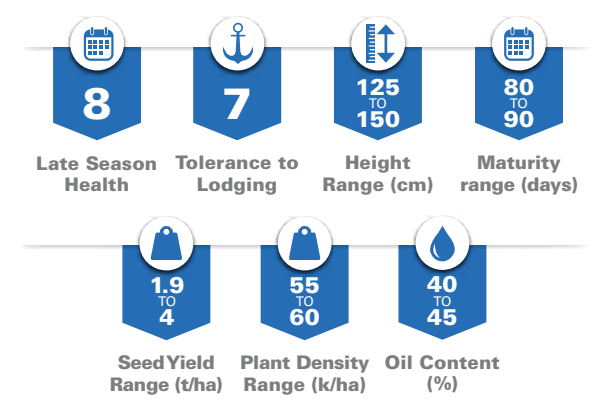 8
Late Season
Health
7
Tolerance to
Lodging
125
TO
150
Height
Range (cm)
80
TO
90
Maturity
range (days)
1.9
TO
4
Seed Yield
Range (t/ha)
55
TO
60
Plant Density
Range (k/ha)
40
TO
45
Oil Content
(%)